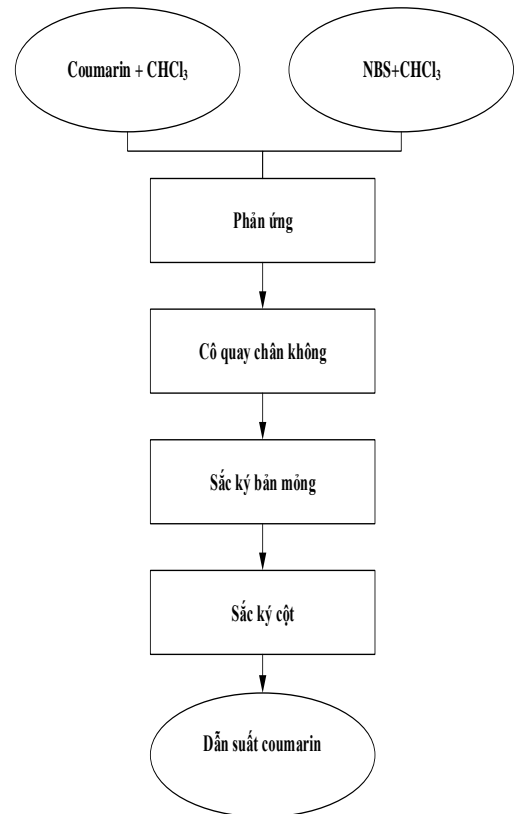 Coumarin + CHCl₃
NBS+CHCl₃
Phản ứng
Cô quay chân không
Sắc ký bản mỏng
Sắc ký cột
Dẫn suất coumarin